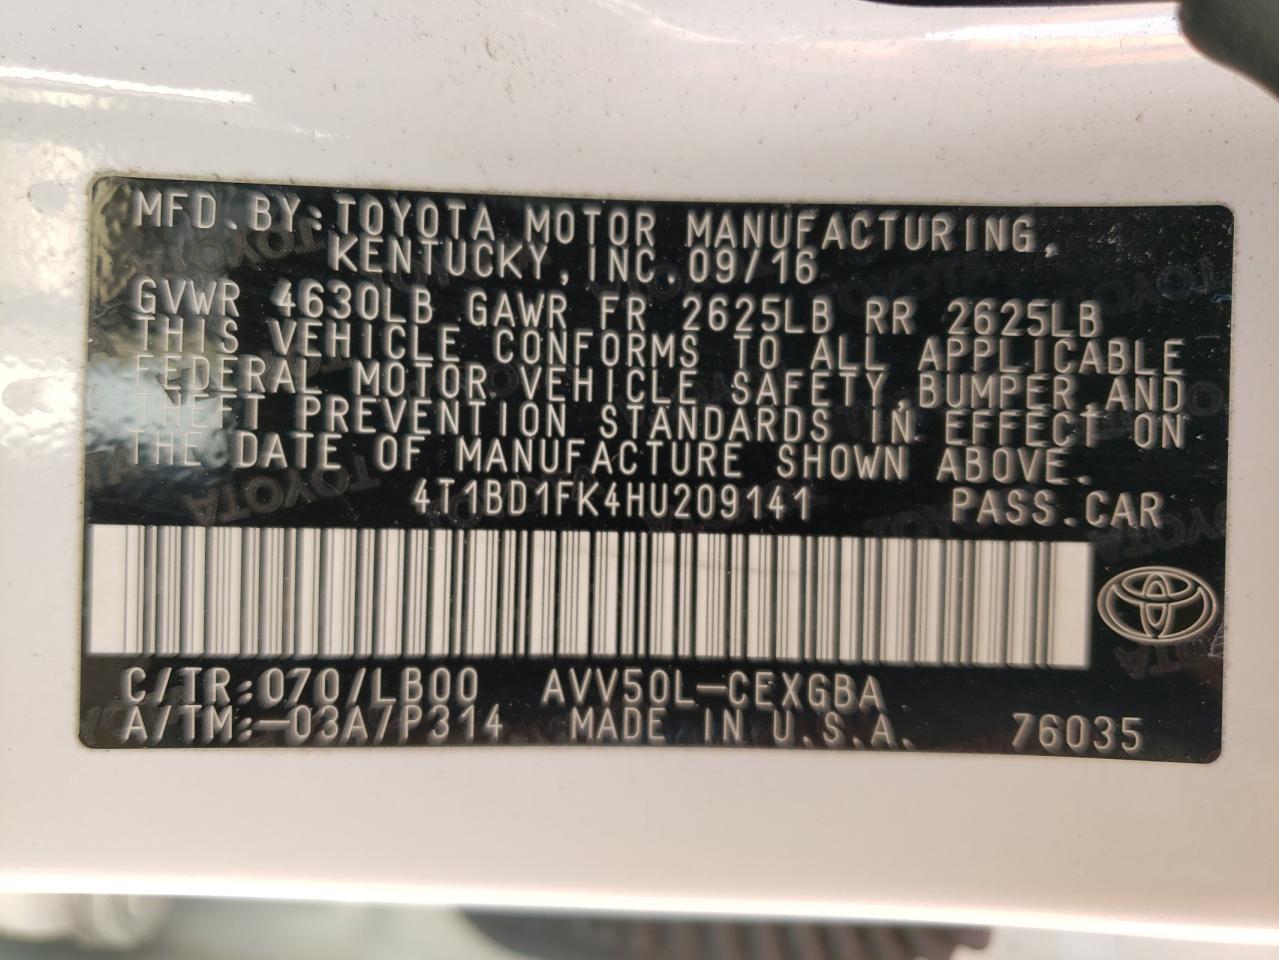 MFD. BY: TOYOTA MOTOR MANUFACTURING,
KENTUCKY, INC. 09/16
GVWR 4630LB GAWR FR 2625LB RR 2625LB
THIS VEHICLE CONFORMS TO ALL APPLICABLE
FEDERAL MOTOR VEHICLE SAFETY, BUMPER, AND
THEFT PREVENTION STANDARDS IN EFFECT ON
THE DATE OF MANUFACTURE SHOWN ABOVE.
4T1BD1FK4HU209141 PASS. CAR
C/TR:070/LB00 AVV50L-CEXGBA
A/TM:-03A/P314 MADE IN U.S.A. 76035